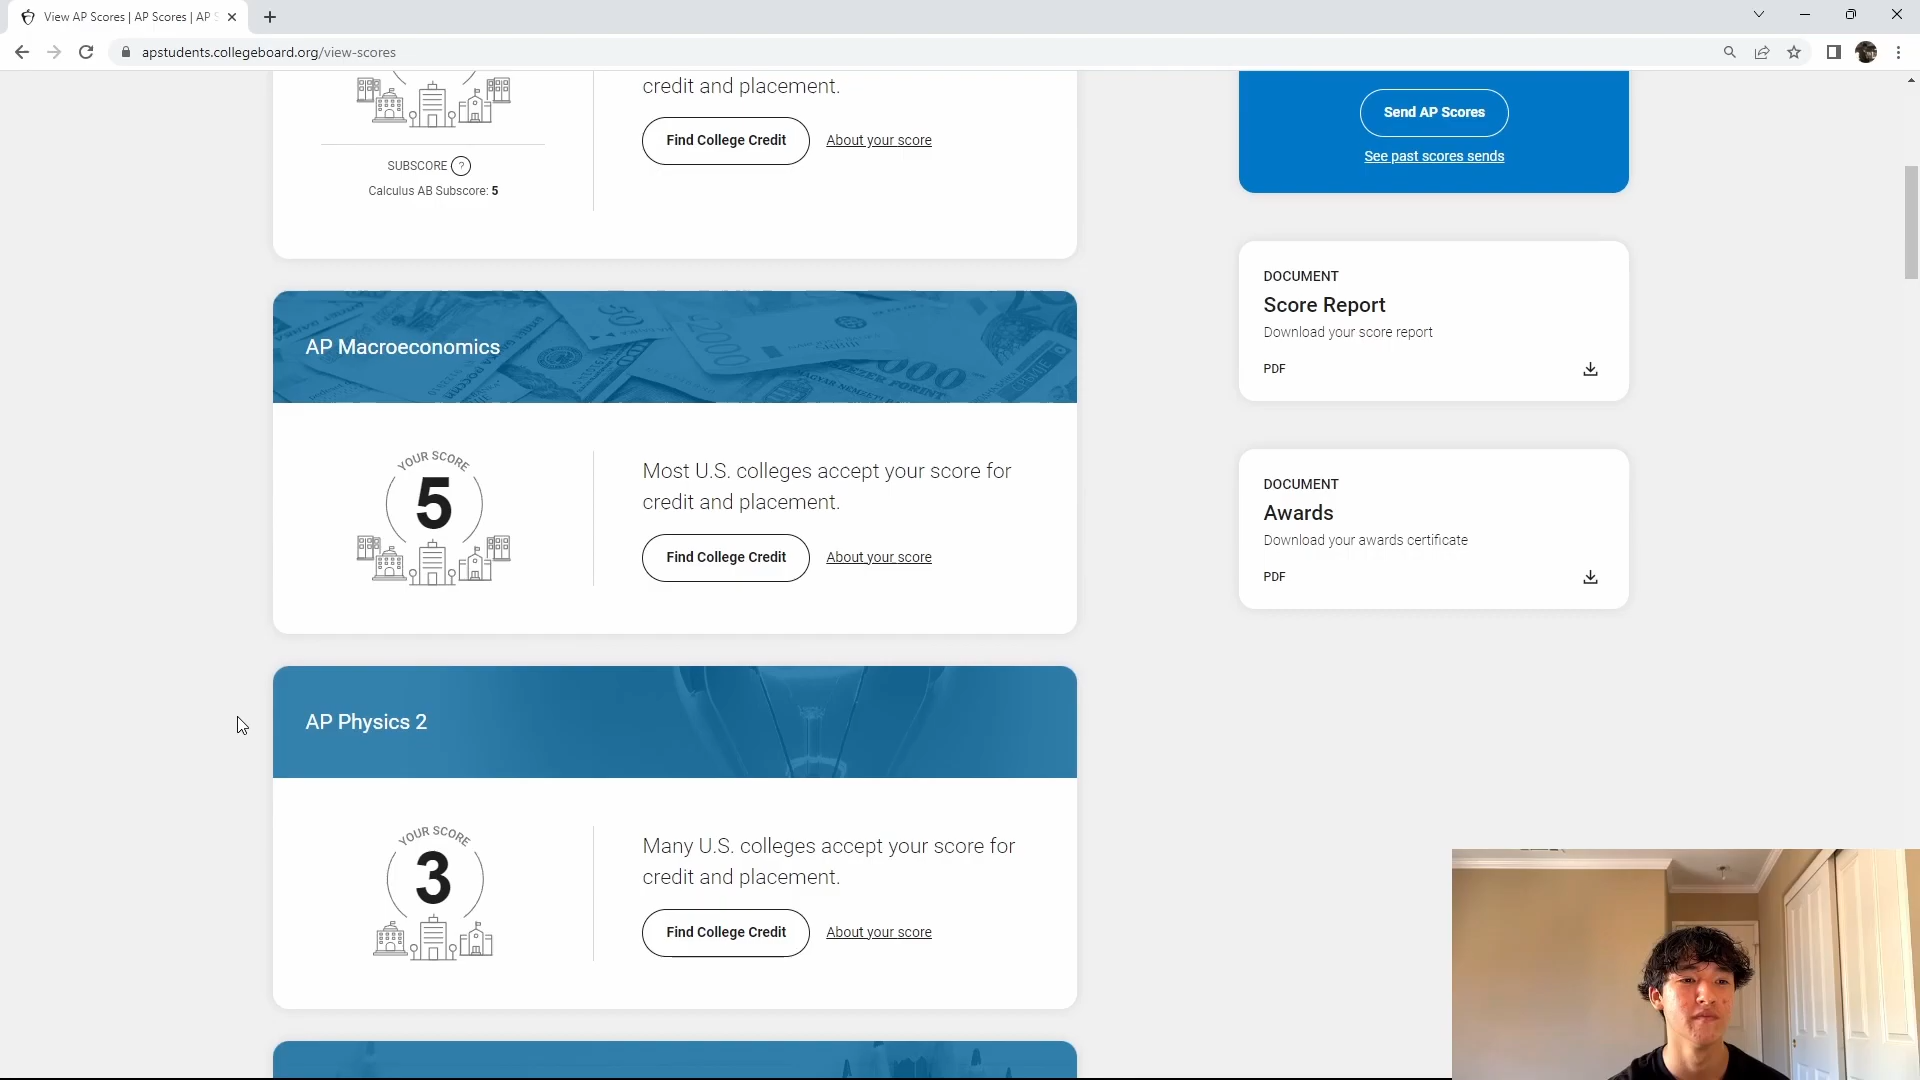 View AP Scores | AP Scores | AP S
apstudents.collegeboard.org/view-scores
credit and placement.
Find College Credit
About your score
SUBSCORE ?
Calculus AB Subscore: 5
Send AP Scores
See past scores sends
DOCUMENT
Score Report
Download your score report
PDF
DOCUMENT
Awards
Download your awards certificate
PDF
AP Macroeconomics
YOUR SCORE
5
Most U.S. colleges accept your score for
credit and placement.
Find College Credit
About your score
AP Physics 2
YOUR SCORE
3
Many U.S. colleges accept your score for
credit and placement.
Find College Credit
About your score